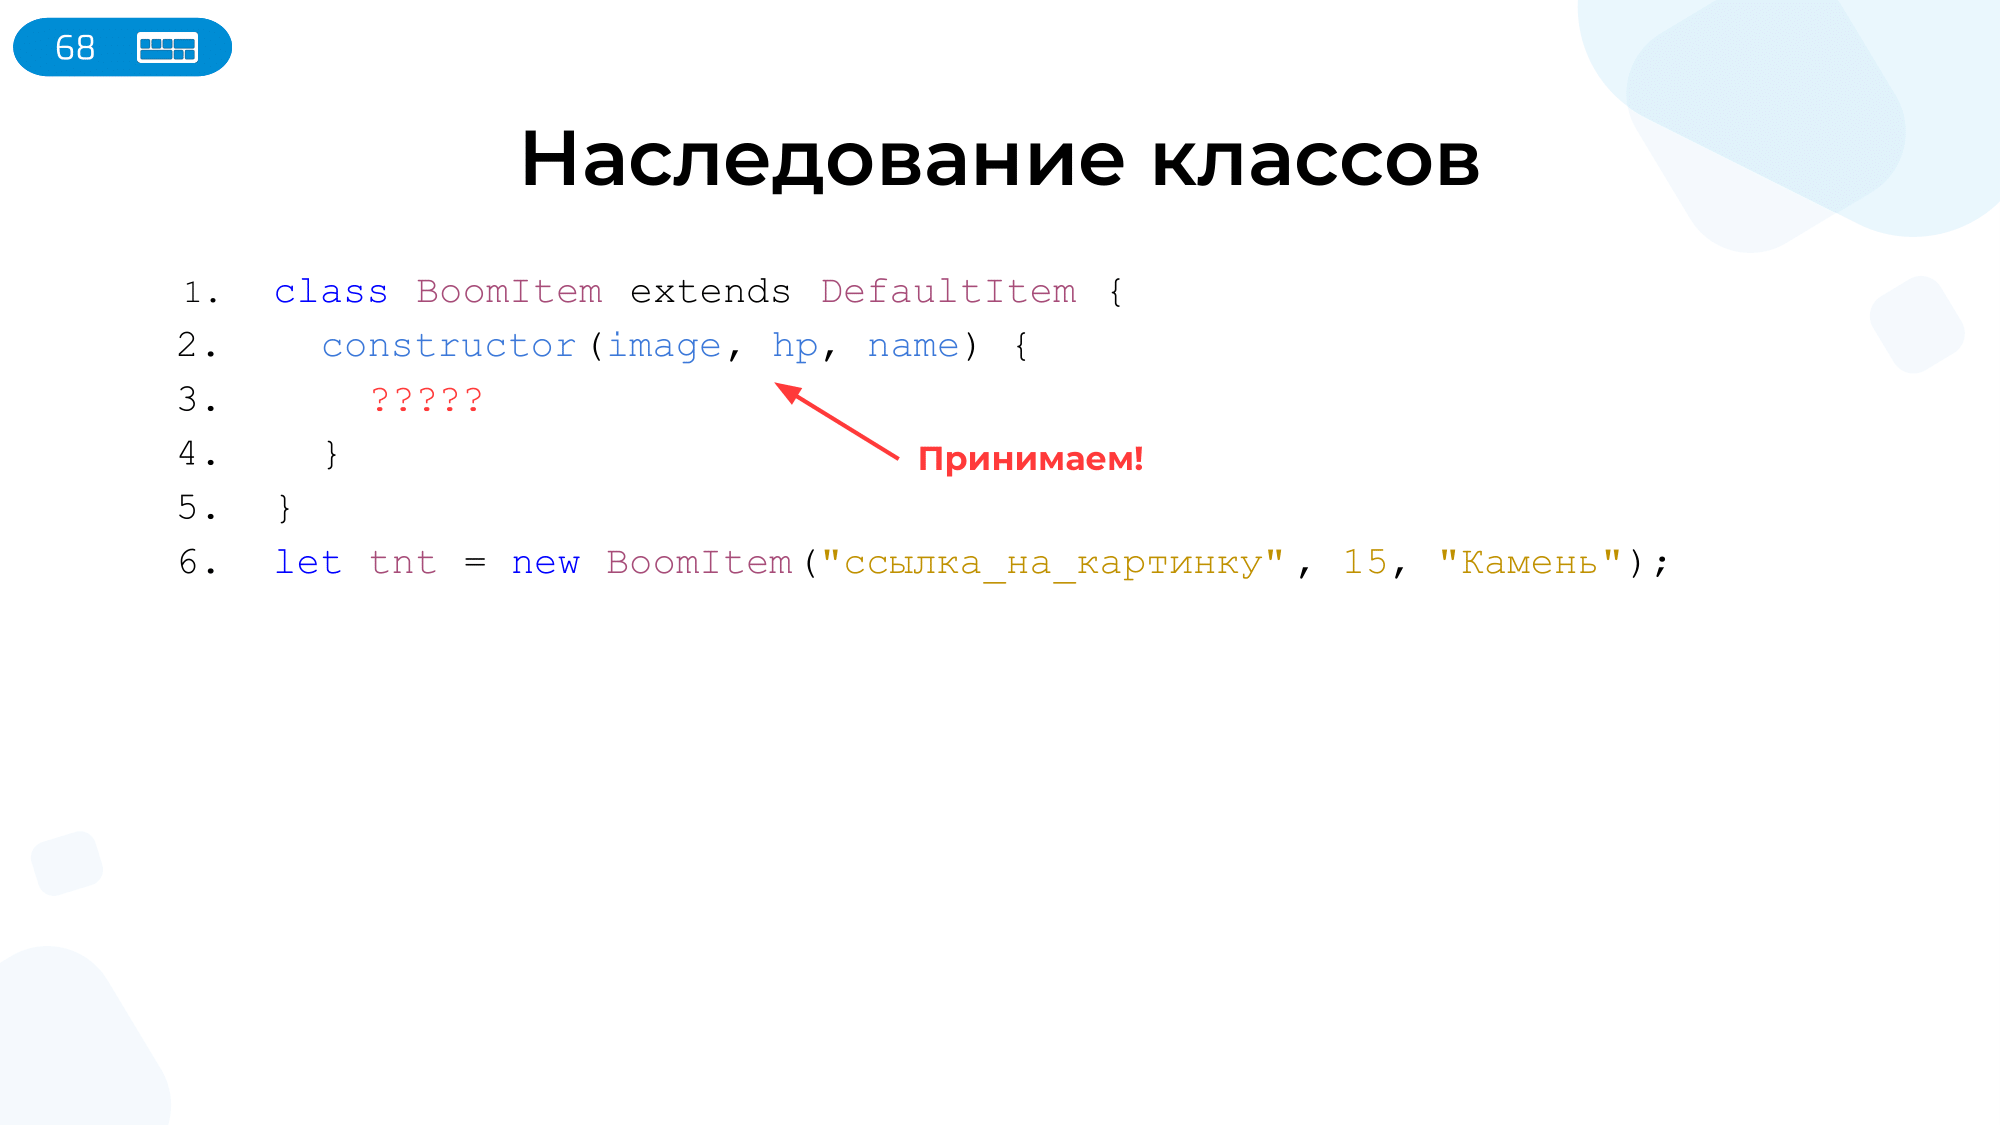 68
Наследование классов
1. class BoomItem extends DefaultItem {
2. constructor(image, hp, name) {
3. ?????
4. }
Принимаем!
5. }
6. let tnt = new BoomItem("ссылка_на_картинку", 15, "Камень");